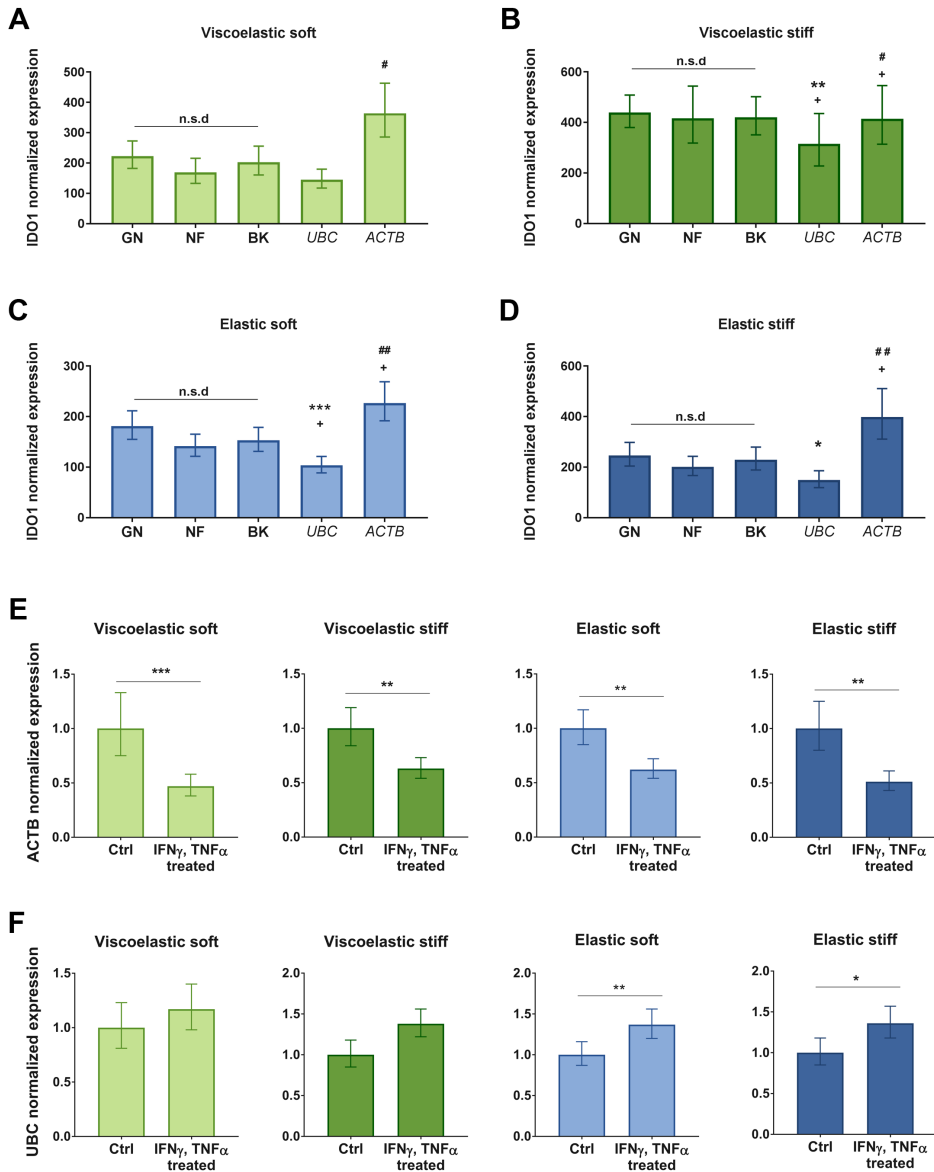 A
Viscoelastic soft
IDO1 normalized expression
500
400
300
200
100
0
n.s.d
#
GN NF BK UBC ACTB
B
Viscoelastic stiff
IDO1 normalized expression
600
400
200
0
n.s.d
**
+
#
+
GN NF BK UBC ACTB
C
Elastic soft
IDO1 normalized expression
300
200
100
0
n.s.d
***
+
##
+
GN NF BK UBC ACTB
D
Elastic stiff
IDO1 normalized expression
600
400
200
0
n.s.d
*
##
+
GN NF BK UBC ACTB
E
ACTB normalized expression
Viscoelastic soft
1.5
1.0
0.5
0.0
***
Ctrl IFNγ, TNFα
treated
Viscoelastic stiff
1.5
1.0
0.5
0.0
**
Ctrl IFNγ, TNFα
treated
Elastic soft
1.5
1.0
0.5
0.0
**
Ctrl IFNγ, TNFα
treated
Elastic stiff
1.5
1.0
0.5
0.0
**
Ctrl IFNγ, TNFα
treated
F
UBC normalized expression
Viscoelastic soft
1.5
1.0
0.5
0.0
Ctrl IFNγ, TNFα
treated
Viscoelastic stiff
2.0
1.5
1.0
0.5
0.0
Ctrl IFNγ, TNFα
treated
Elastic soft
2.0
1.5
1.0
0.5
0.0
**
Ctrl IFNγ, TNFα
treated
Elastic stiff
2.0
1.5
1.0
0.5
0.0
*
Ctrl IFNγ, TNFα
treated